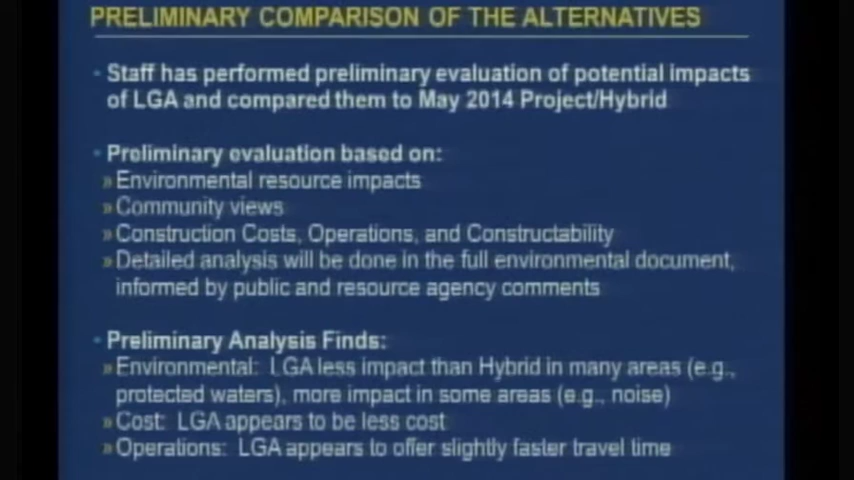 PRELIMINARY COMPARISON OF THE ALTERNATIVES
• Staff has performed preliminary evaluation of potential impacts
of LGA and compared them to May 2014 Project/Hybrid
• Preliminary evaluation based on:
» Environmental resource impacts
» Community views
» Construction Costs, Operations, and Constructability
» Detailed analysis will be done in the full environmental document,
informed by public and resource agency comments
• Preliminary Analysis Finds:
» Environmental: LGA less impact than Hybrid in many areas (e.g.,
protected waters), more impact in some areas (e.g., noise)
» Cost: LGA appears to be less cost
» Operations: LGA appears to offer slightly faster travel time